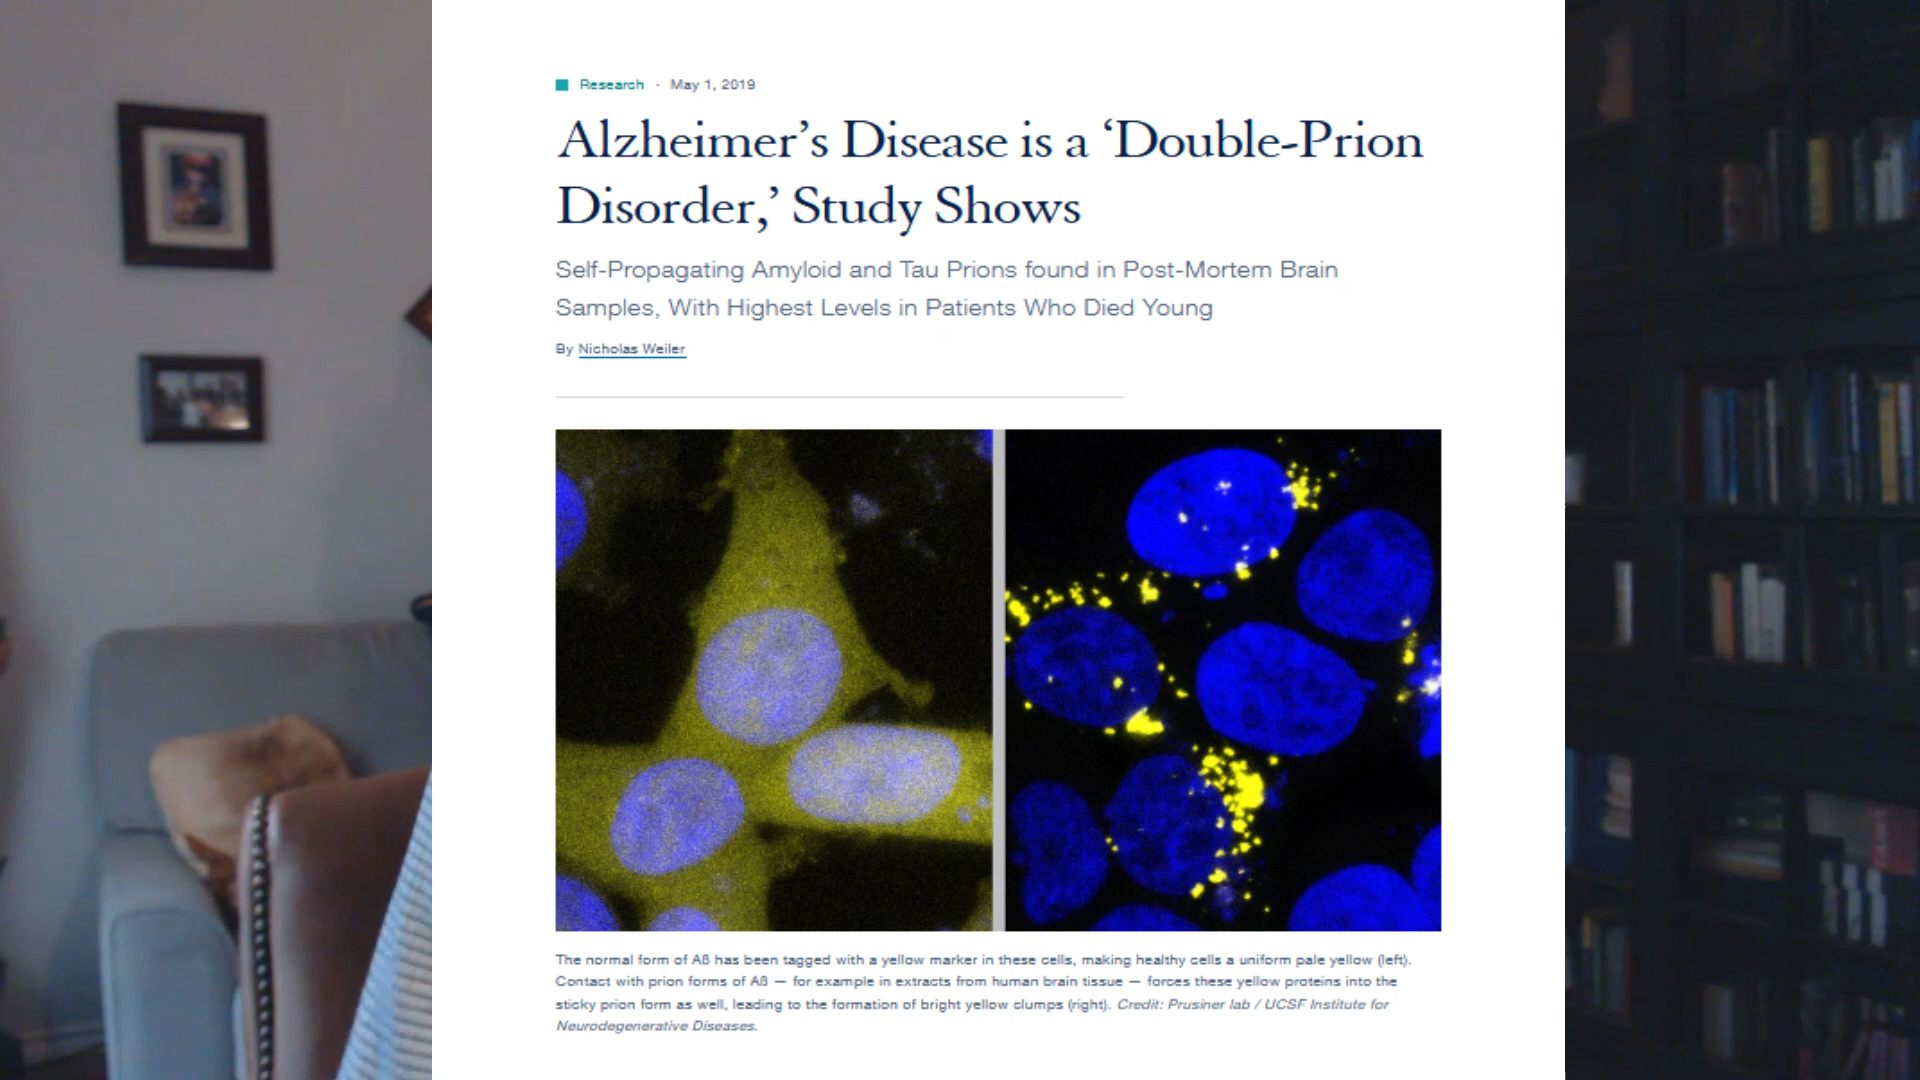 Research - May 1, 2019
Alzheimer’s Disease is a ‘Double-Prion
Disorder,’ Study Shows
Self-Propagating Amyloid and Tau Prions found in Post-Mortem Brain
Samples, With Highest Levels in Patients Who Died Young
By Nicholas Weiler
The normal form of Aß has been tagged with a yellow marker in these cells, making healthy cells a uniform pale yellow (left).
Contact with prion forms of Aß — for example in extracts from human brain tissue — forces these yellow proteins into the
sticky prion form as well, leading to the formation of bright yellow clumps (right). Credit: Prusiner lab / UCSF Institute for
Neurodegenerative Diseases.